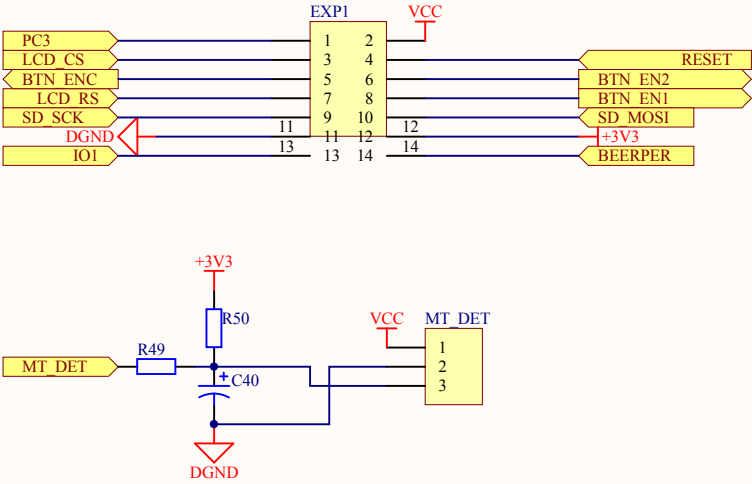 EXP1 VCC
PC3 1 2
LCD_CS 3 4 RESET
BTN_ENC 5 6 BTN_EN2
LCD_RS 7 8 BTN_EN1
SD_SCK 9 10 SD_MOSI
11 12
DGND 11 12 +3V3
13 14
IO1 13 14 BEERPER
+3V3
R50 VCC MT_DET
R49 1
MT_DET 2
C40 3
DGND